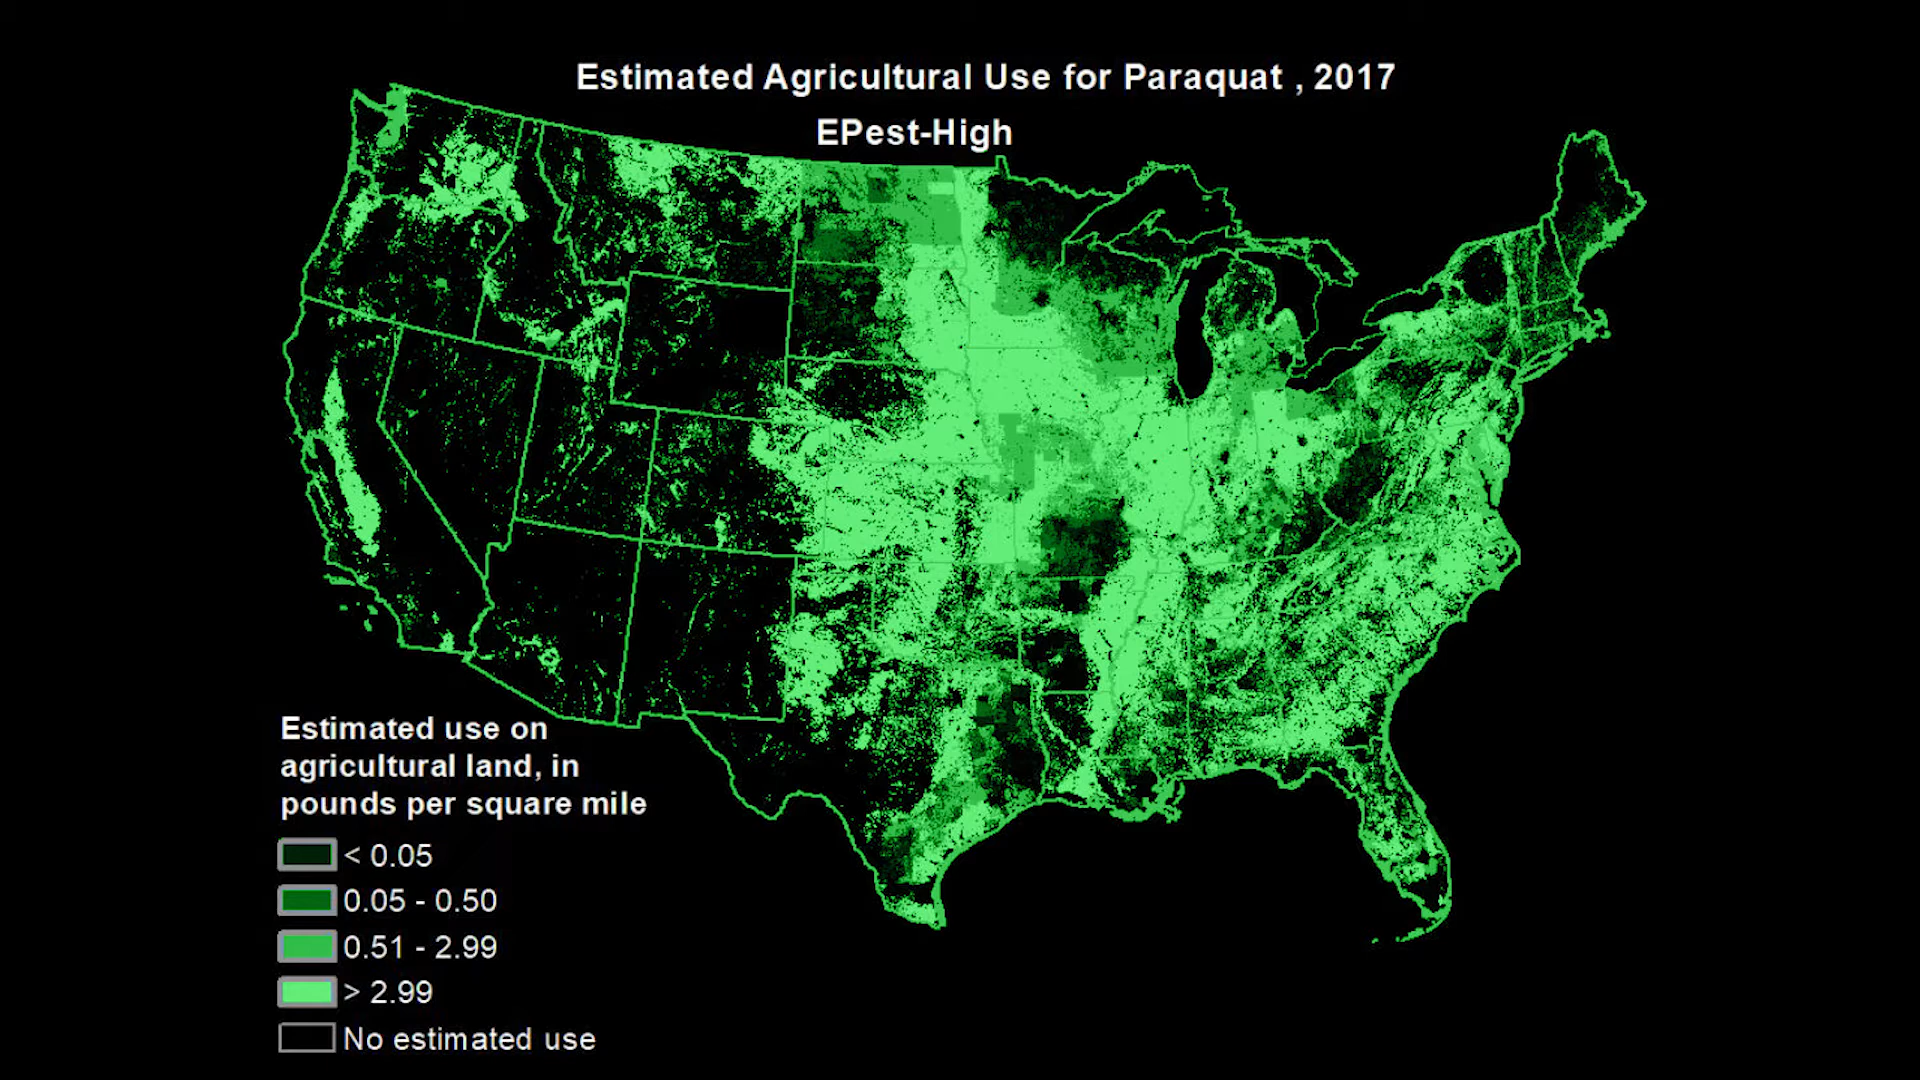 Estimated Agricultural Use for Paraquat , 2017
EPest-High
Estimated use on
agricultural land, in
pounds per square mile
< 0.05
0.05 - 0.50
0.51 - 2.99
> 2.99
No estimated use